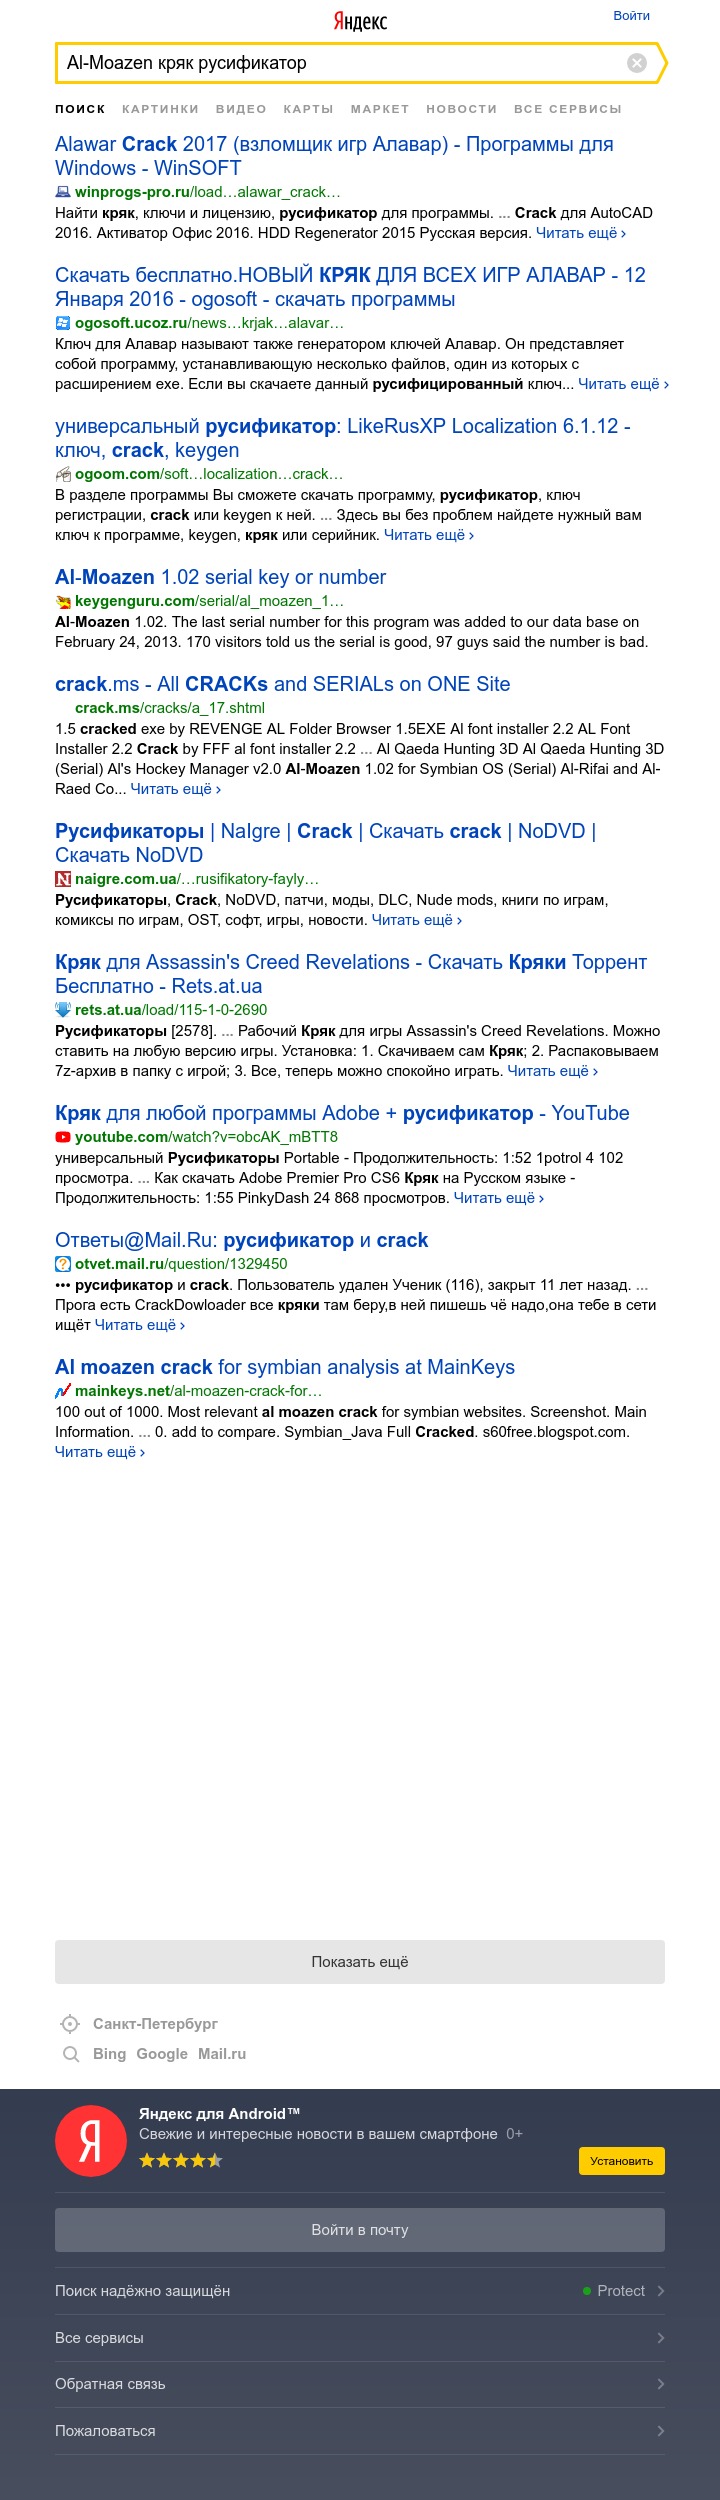 Яндекс
Войти
Al-Moazen кряк русификатор
ПОИСК КАРТИНКИ ВИДЕО КАРТЫ МАРКЕТ НОВОСТИ ВСЕ СЕРВИСЫ
Alawar Crack 2017 (взломщик игр Алавар) - Программы для
Windows - WinSOFT
winprogs-pro.ru/load…alawar_crack…
Найти кряк, ключи и лицензию, русификатор для программы. ... Crack для AutoCAD
2016. Активатор Офис 2016. HDD Regenerator 2015 Русская версия. Читать ещё ›
Скачать бесплатно.НОВЫЙ КРЯК ДЛЯ ВСЕХ ИГР АЛАВАР - 12
Января 2016 - ogosoft - скачать программы
ogosoft.ucoz.ru/news…krjak…alavar…
Ключ для Алавар называют также генератором ключей Алавар. Он представляет
собой программу, устанавливающую несколько файлов, один из которых с
расширением exe. Если вы скачаете данный русифицированный ключ... Читать ещё ›
универсальный русификатор: LikeRusXP Localization 6.1.12 -
ключ, crack, keygen
ogoom.com/soft…localization…crack…
В разделе программы Вы сможете скачать программу, русификатор, ключ
регистрации, crack или keygen к ней. ... Здесь вы без проблем найдете нужный вам
ключ к программе, keygen, кряк или серийник. Читать ещё ›
Al-Moazen 1.02 serial key or number
keygenguru.com/serial/al_moazen_1…
Al-Moazen 1.02. The last serial number for this program was added to our data base on
February 24, 2013. 170 visitors told us the serial is good, 97 guys said the number is bad.
crack.ms - All CRACKs and SERIALs on ONE Site
crack.ms/cracks/a_17.shtml
1.5 cracked exe by REVENGE AL Folder Browser 1.5EXE Al font installer 2.2 AL Font
Installer 2.2 Crack by FFF al font installer 2.2 ... Al Qaeda Hunting 3D Al Qaeda Hunting 3D
(Serial) Al's Hockey Manager v2.0 Al-Moazen 1.02 for Symbian OS (Serial) Al-Rifai and Al-
Raed Co... Читать ещё ›
Русификаторы | NaIgre | Crack | Скачать crack | NoDVD |
Скачать NoDVD
naigre.com.ua/…rusifikatory-fayly…
Русификаторы, Crack, NoDVD, патчи, моды, DLC, Nude mods, книги по играм,
комиксы по играм, OST, софт, игры, новости. Читать ещё ›
Кряк для Assassin's Creed Revelations - Скачать Кряки Торрент
Бесплатно - Rets.at.ua
rets.at.ua/load/115-1-0-2690
Русификаторы [2578]. ... Рабочий Кряк для игры Assassin's Creed Revelations. Можно
ставить на любую версию игры. Установка: 1. Скачиваем сам Кряк; 2. Распаковываем
7z-архив в папку с игрой; 3. Все, теперь можно спокойно играть. Читать ещё ›
Кряк для любой программы Adobe + русификатор - YouTube
youtube.com/watch?v=obcAK_mBTT8
универсальный Русификаторы Portable - Продолжительность: 1:52 1potrol 4 102
просмотра. ... Как скачать Adobe Premier Pro CS6 Кряк на Русском языке -
Продолжительность: 1:55 PinkyDash 24 868 просмотров. Читать ещё ›
Ответы@Mail.Ru: русификатор и crack
otvet.mail.ru/question/1329450
••• русификатор и crack. Пользователь удален Ученик (116), закрыт 11 лет назад. ...
Прога есть CrackDowloader все кряки там беру,в ней пишешь чё надо,она тебе в сети
ищёт Читать ещё ›
Al moazen crack for symbian analysis at MainKeys
mainkeys.net/al-moazen-crack-for…
100 out of 1000. Most relevant al moazen crack for symbian websites. Screenshot. Main
Information. ... 0. add to compare. Symbian_Java Full Cracked. s60free.blogspot.com.
Читать ещё ›
Показать ещё
Санкт-Петербург
Bing Google Mail.ru
Яндекс для Android™
Свежие и интересные новости в вашем смартфоне 0+
Установить
Войти в почту
Поиск надёжно защищён Protect
Все сервисы
Обратная связь
Пожаловаться